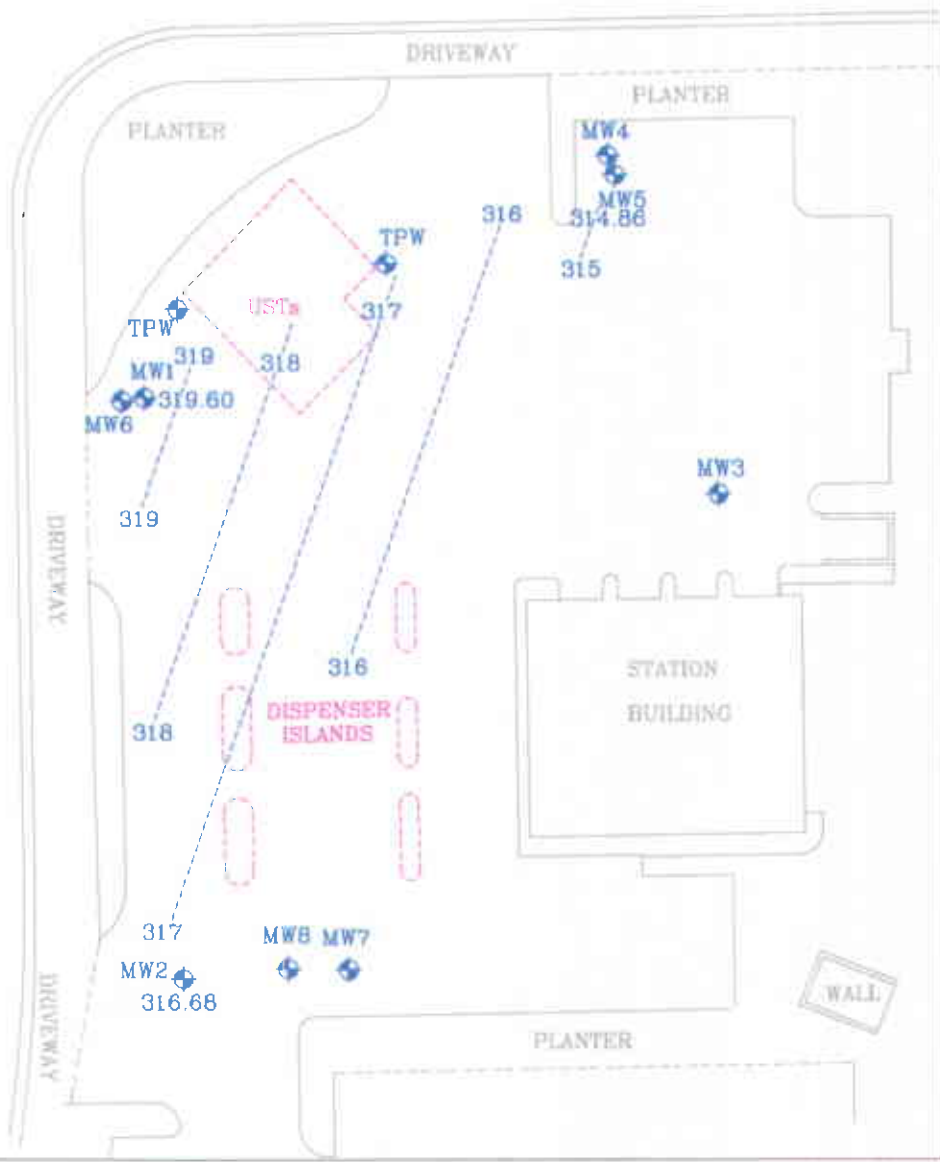 DRIVEWAY
PLANTER
PLANTER
MW4
MW5
314.86
316
315
TPW
317
USTs
TPW
319
318
MW1
319.60
MW6
MW3
319
DRIVEWAY
316
STATION
BUILDING
DISPENSER
ISLANDS
318
317
MW8
MW7
MW2
316.68
DRIVEWAY
WALL
PLANTER